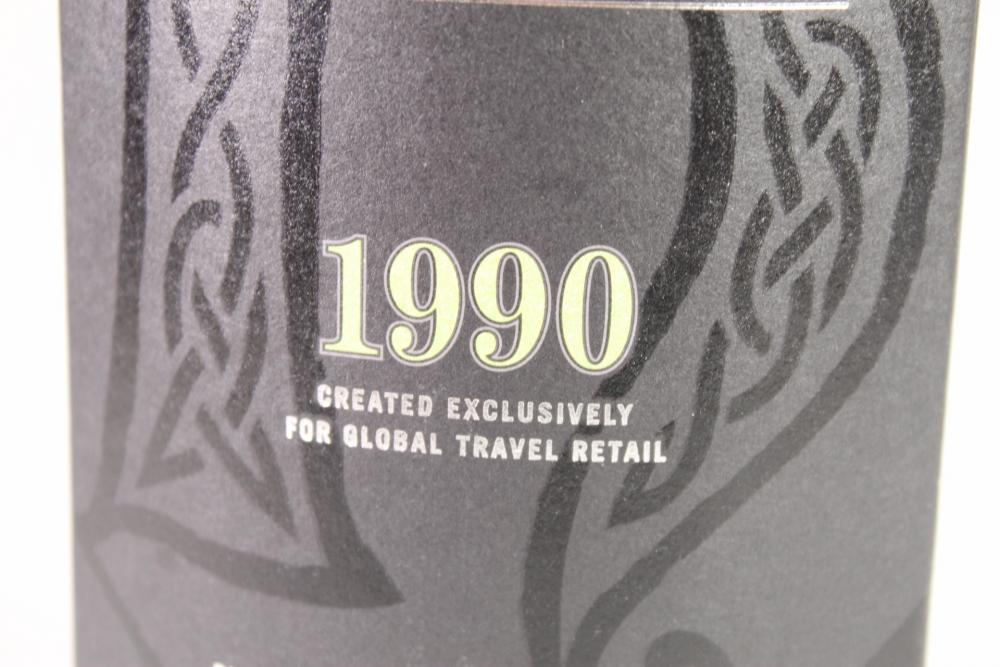 1990
CREATED EXCLUSIVELY
FOR GLOBAL TRAVEL RETAIL